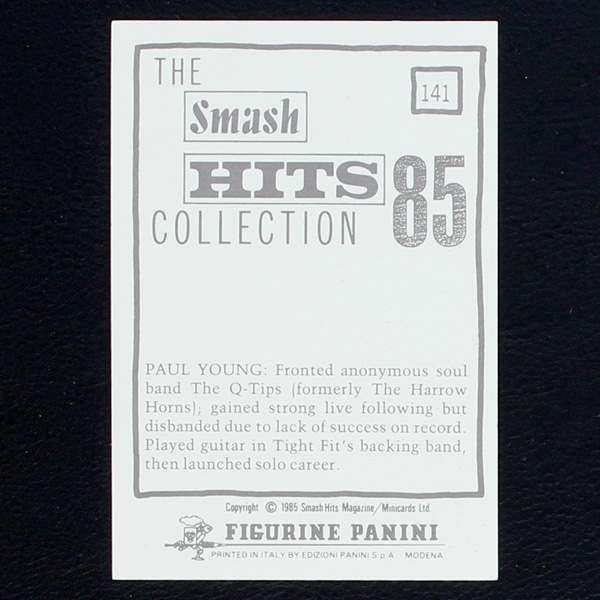 THE
141
Smash
HITS 85
COLLECTION
PAUL YOUNG: Fronted anonymous soul
band The Q-Tips (formerly The Harrow
Horns); gained strong live following but
disbanded due to lack of success on record.
Played guitar in Tight Fit's backing band,
then launched solo career.
Copyright © 1985 Smash Hits Magazine/Minicards Ltd.
FIGURINE PANINI
PRINTED IN ITALY BY EDIZIONI PANINI S.p.A. MODENA